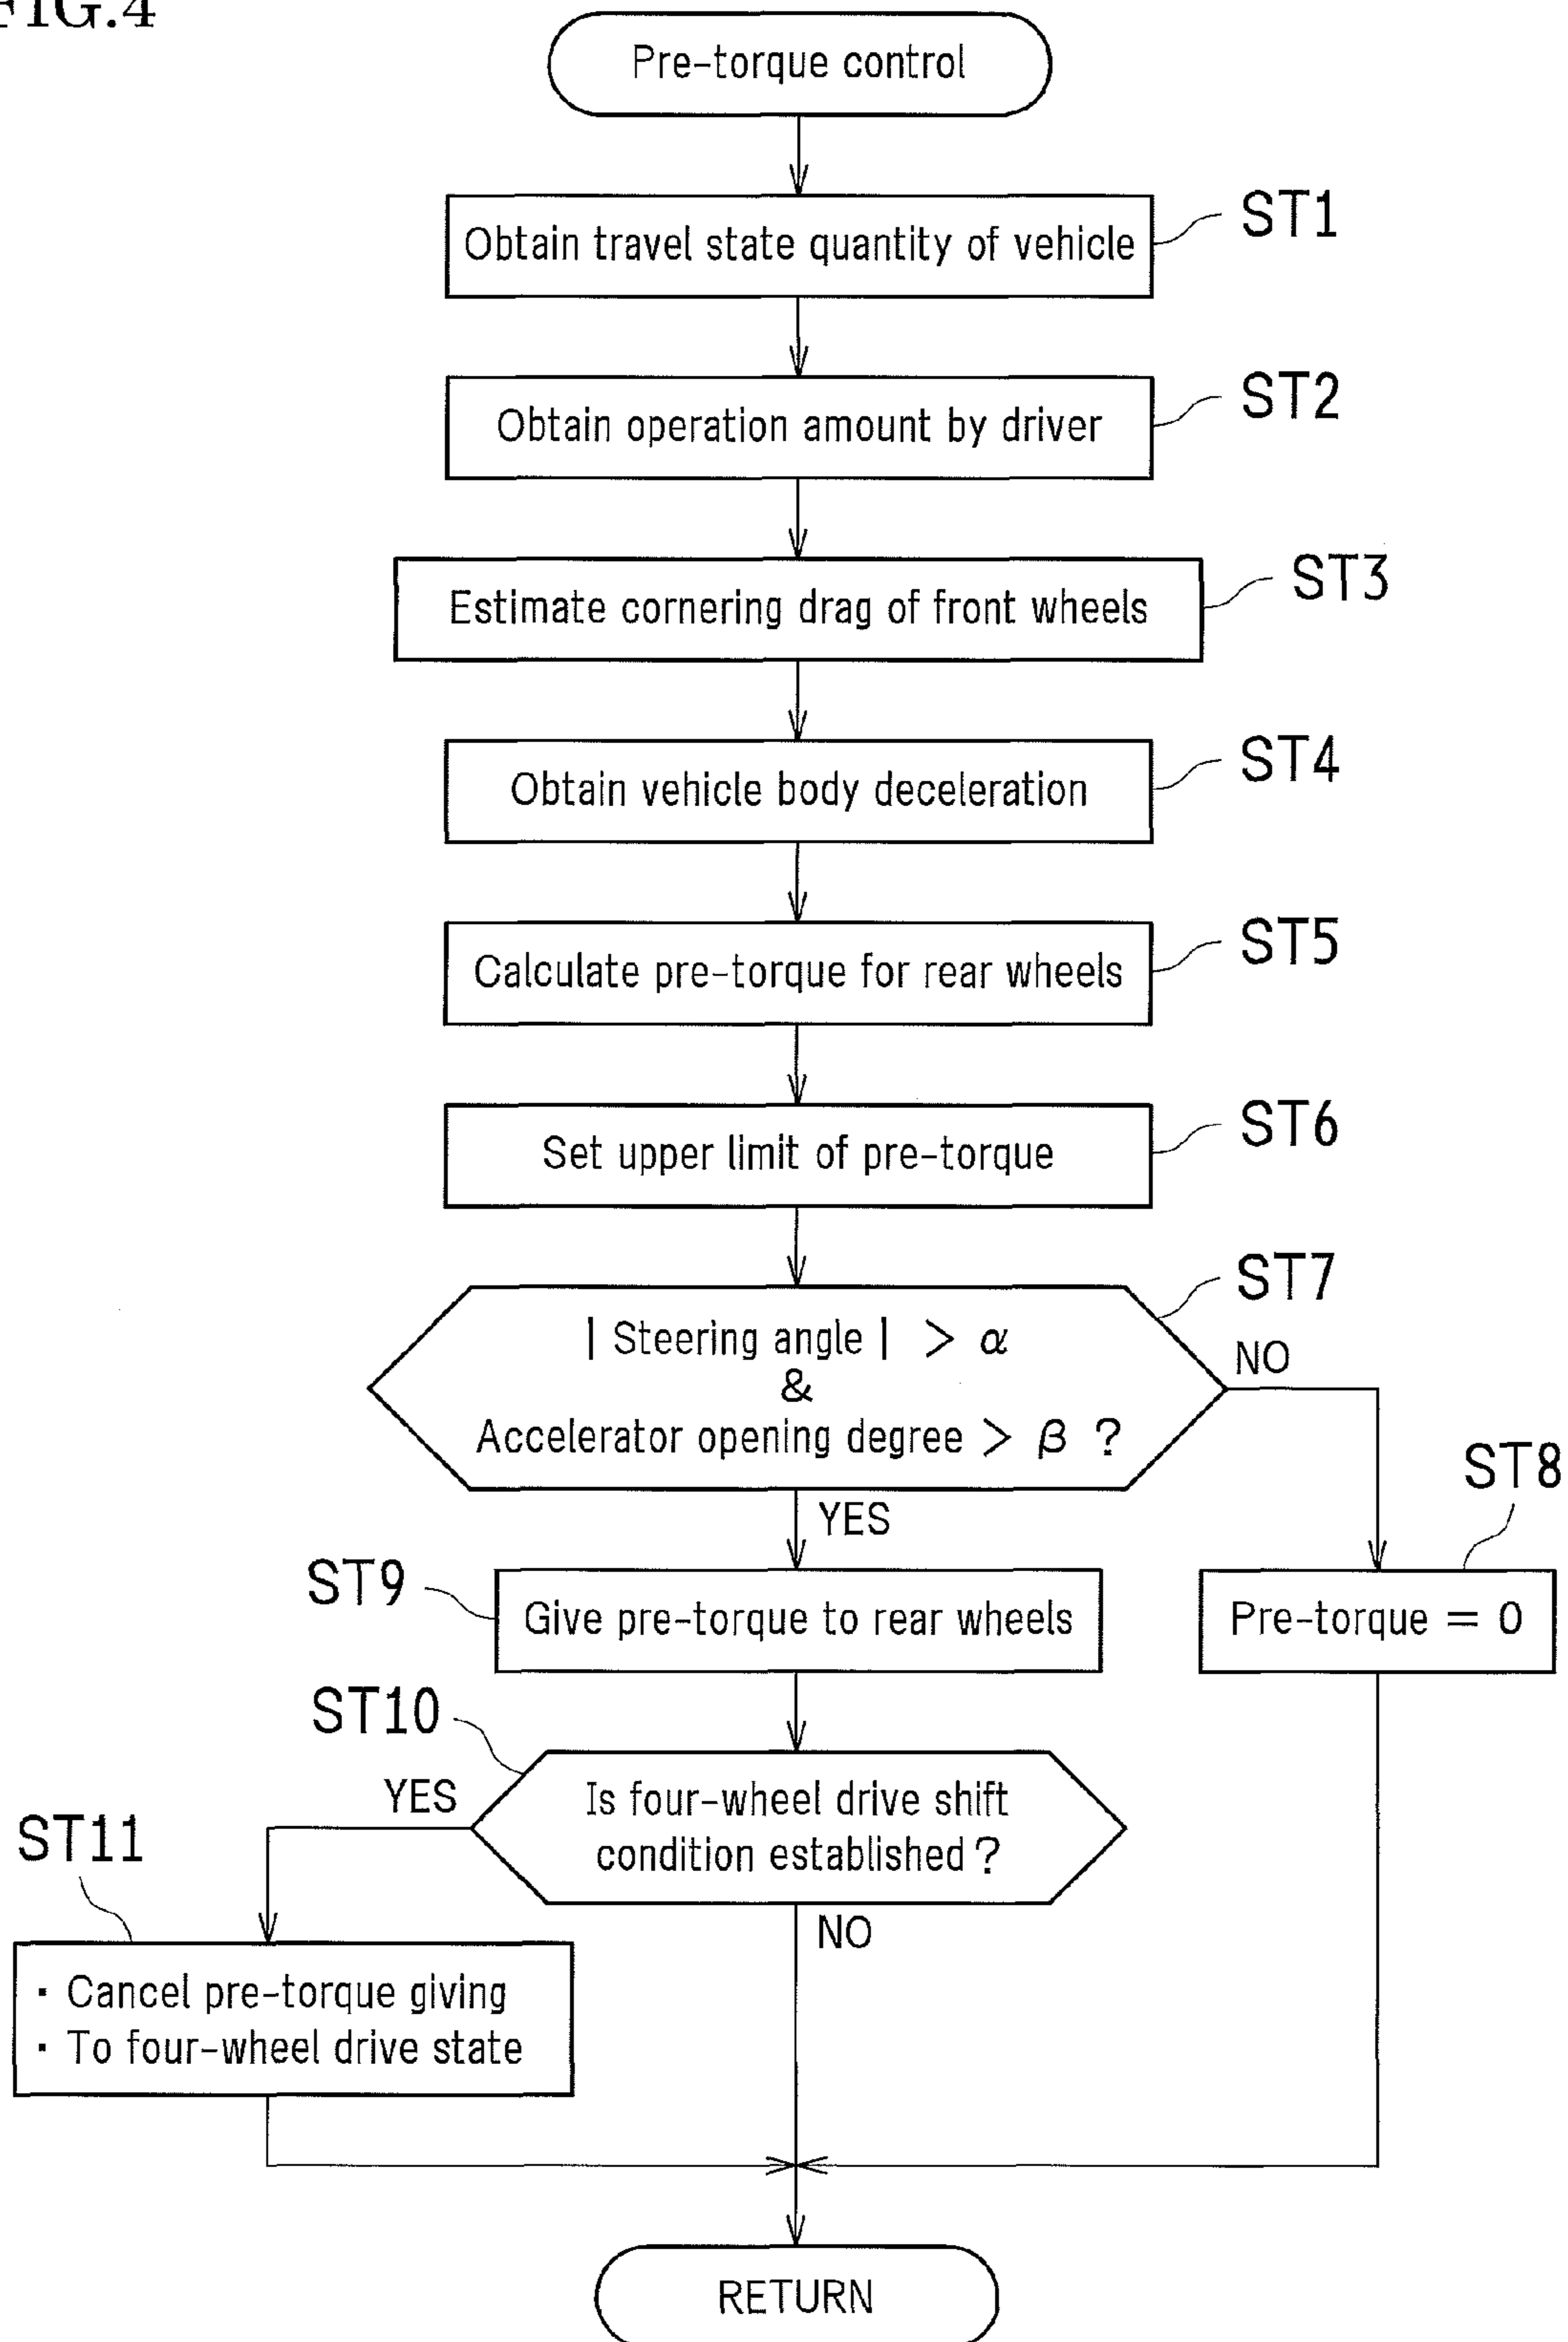 FIG.4
Pre-torque control
Obtain travel state quantity of vehicle
ST1
Obtain operation amount by driver
ST2
Estimate cornering drag of front wheels
ST3
Obtain vehicle body deceleration
ST4
Calculate pre-torque for rear wheels
ST5
Set upper limit of pre-torque
ST6
ST7
| Steering angle | > α
&
Accelerator opening degree > β ?
NO
YES
ST8
Pre-torque = 0
ST9
Give pre-torque to rear wheels
ST10
YES
Is four-wheel drive shift
condition established ?
NO
ST11
· Cancel pre-torque giving
· To four-wheel drive state
RETURN